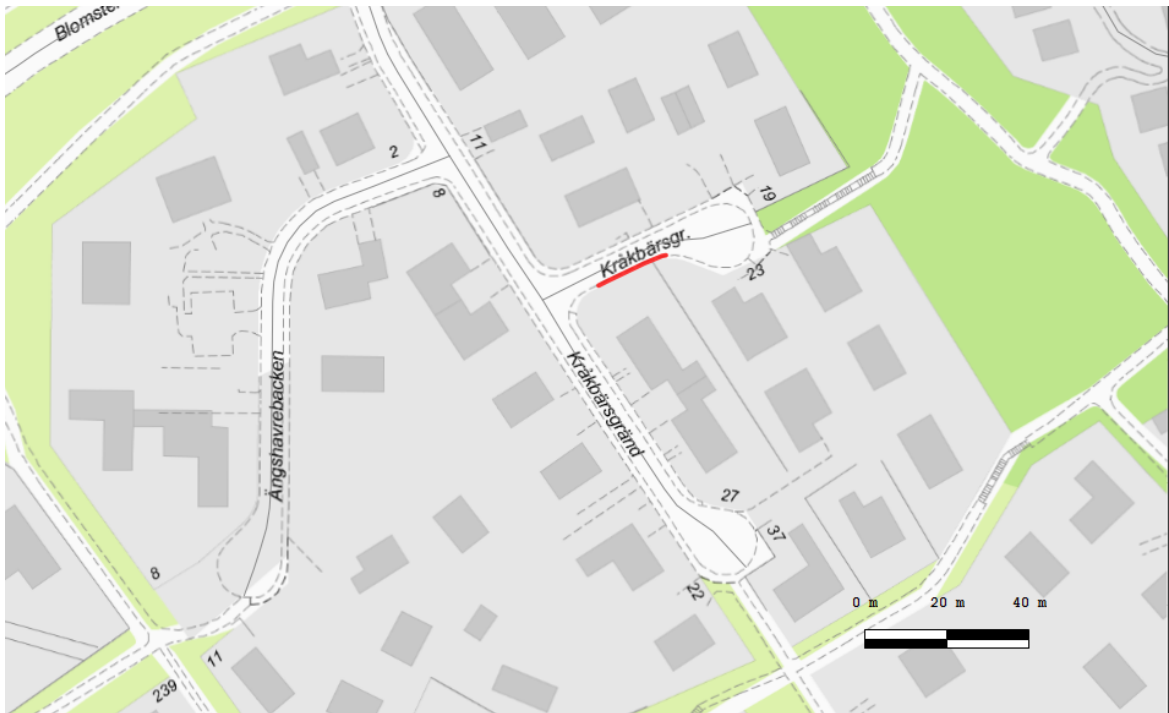 Blomste
11
2
8
19
Kråkbärsgr.
23
Kråkbärsgränd
Ängshavrebacken
27
37
8
22
0 m 20 m 40 m
11
239